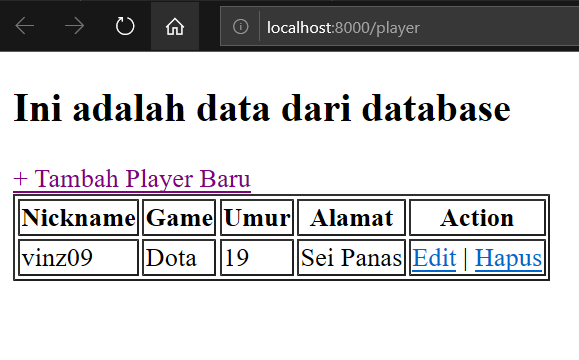 localhost:8000/player
Ini adalah data dari database
+ Tambah Player Baru
Nickname Game Umur Alamat Action
vinz09 Dota 19 Sei Panas Edit | Hapus